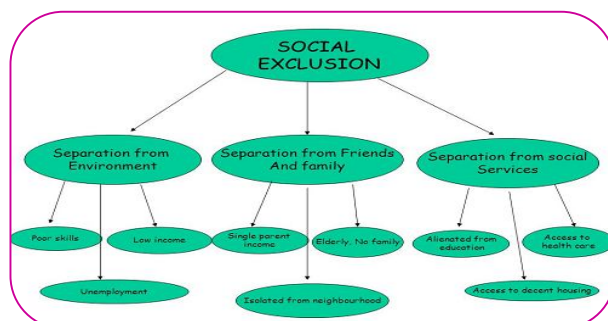 SOCIAL
EXCLUSION
Separation from
Environment
Separation from Friends
And family
Separation from social
Services
Poor skills
Low income
Unemployment
Single parent
income
Elderly, No family
Isolated from neighbourhood
Alienated from
education
Access to
health care
Access to decent housing